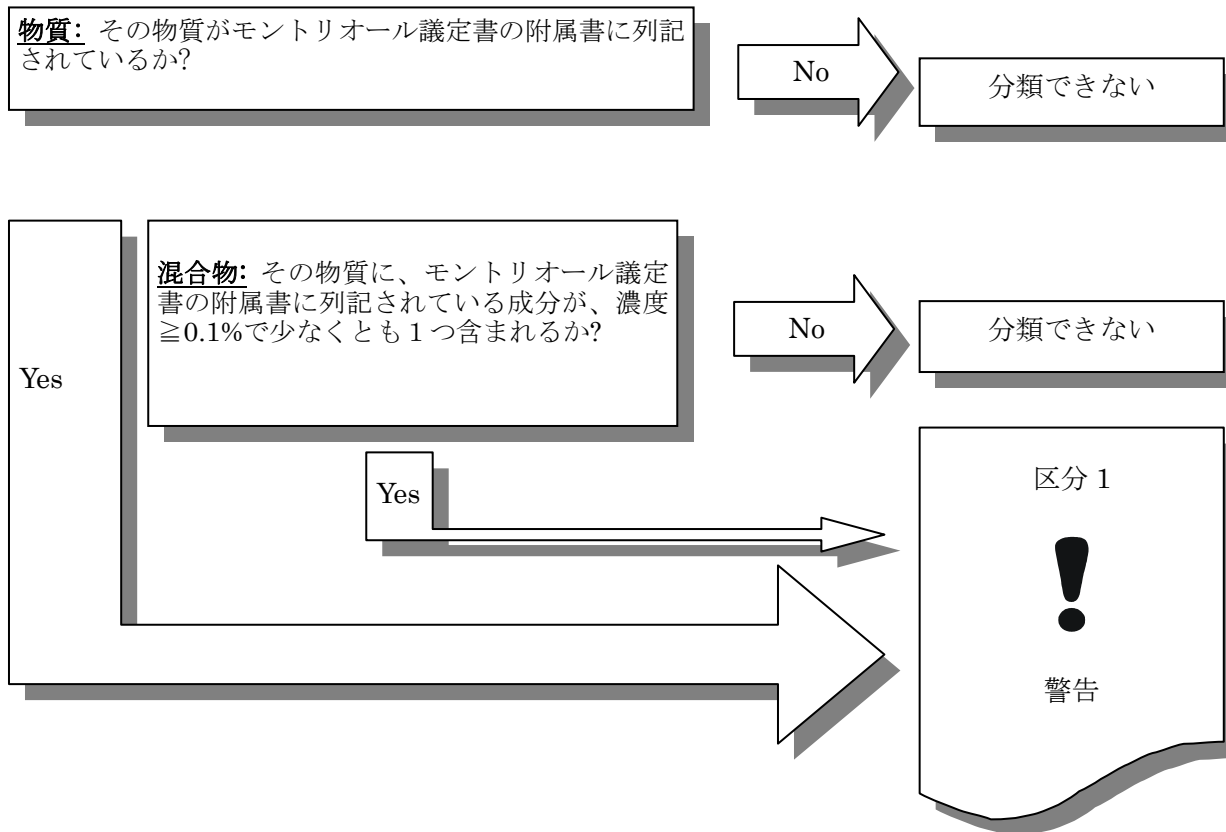 物質: その物質がモントリオール議定書の附属書に列記
されているか?
No
分類できない
混合物: その物質に、モントリオール議定
書の附属書に列記されている成分が、濃度
≧0.1%で少なくとも1つ含まれるか?
No
分類できない
Yes
Yes
区分 1
!
警告